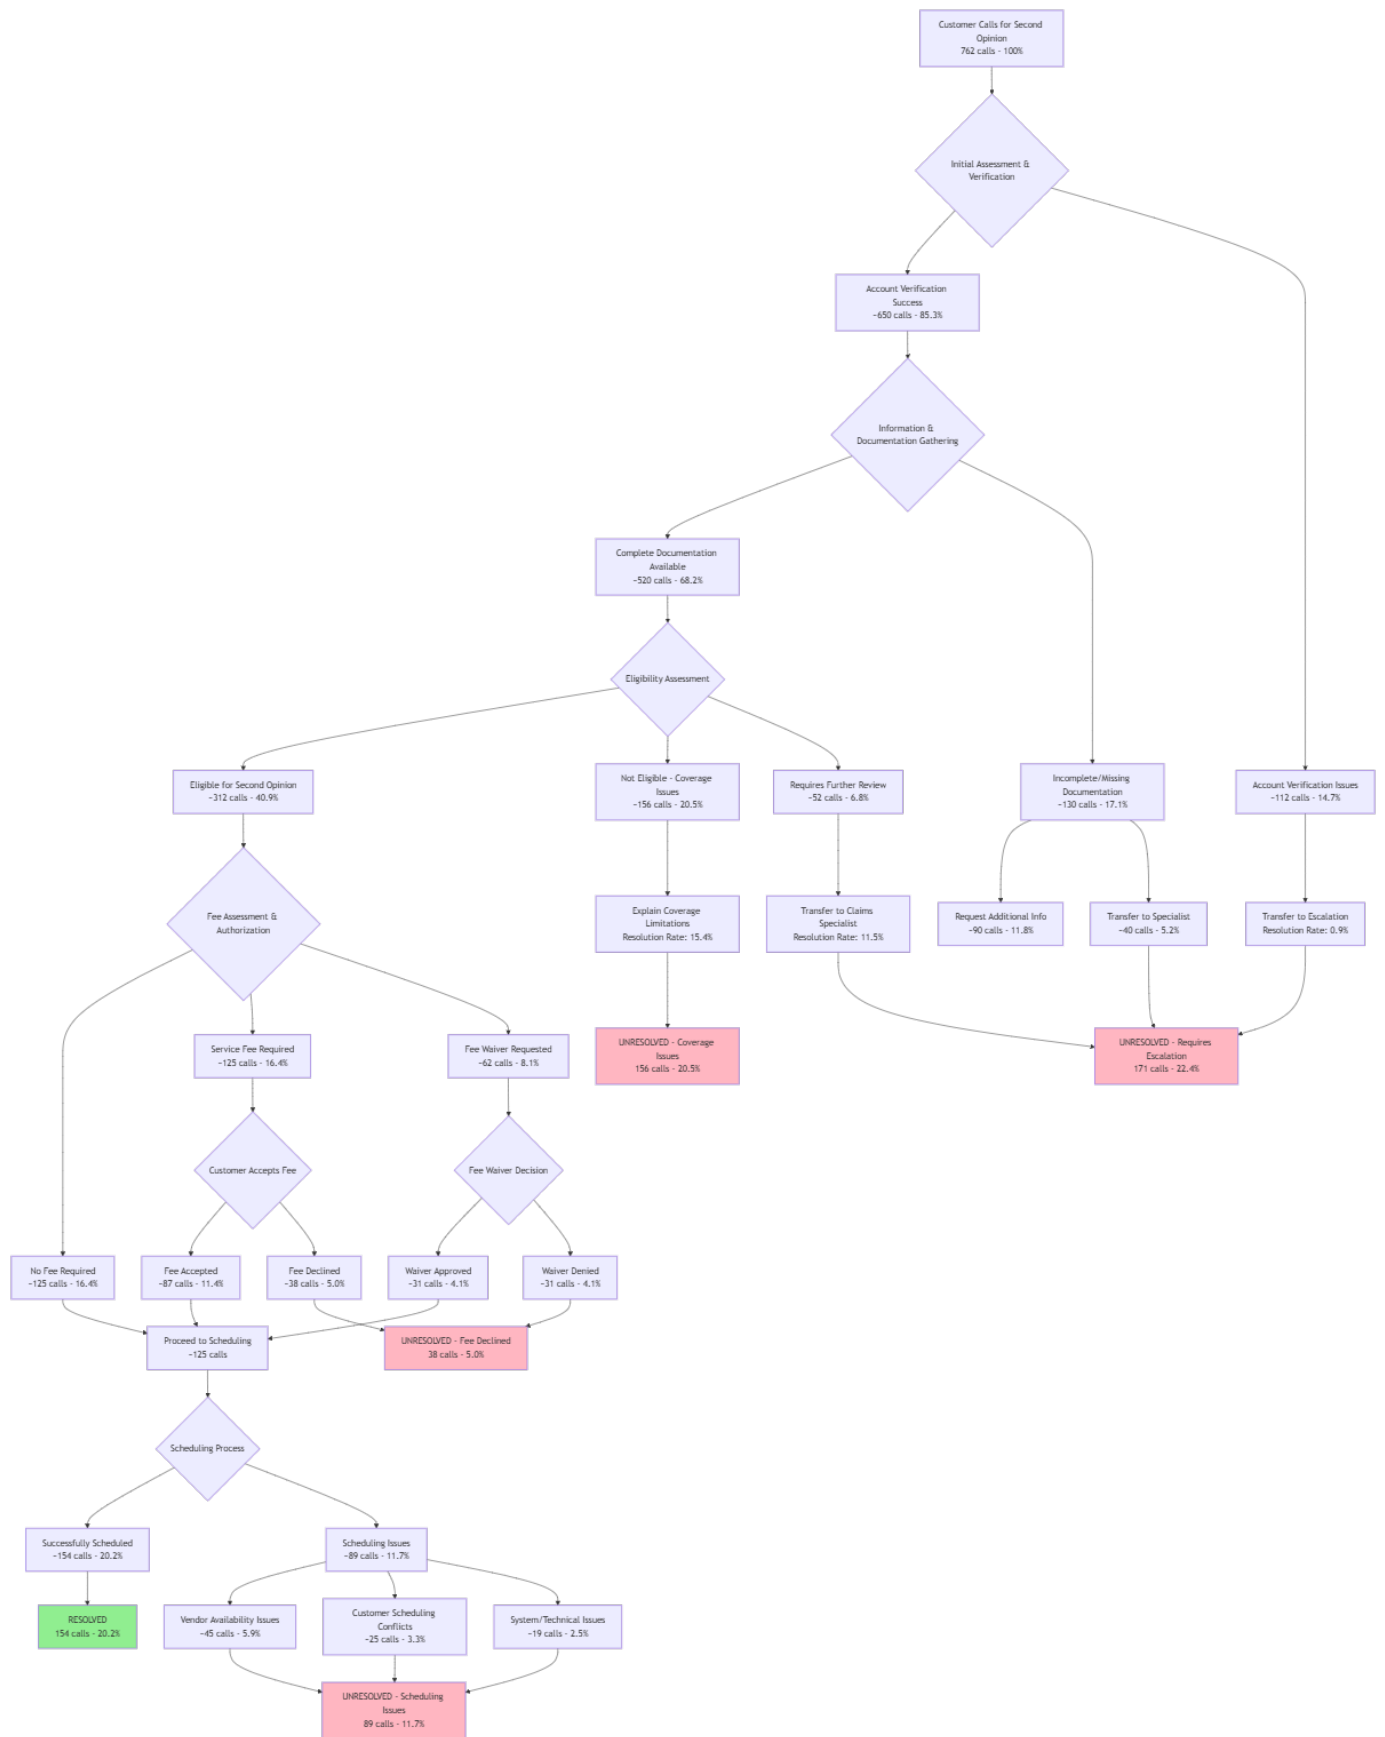 Customer Calls for Second
Opinion
762 calls - 100%
Initial Assessment &
Verification
Account Verification
Success
~650 calls - 85.3%
Information &
Documentation Gathering
Complete Documentation
Available
~520 calls - 68.2%
Eligibility Assessment
Eligible for Second Opinion
~312 calls - 40.9%
Not Eligible - Coverage
Issues
~156 calls - 20.5%
Requires Further Review
~52 calls - 6.8%
Incomplete/Missing
Documentation
~130 calls - 17.1%
Account Verification Issues
~112 calls - 14.7%
Fee Assessment &
Authorization
Explain Coverage
Limitations
Resolution Rate: 15.4%
Transfer to Claims
Specialist
Resolution Rate: 11.5%
Request Additional Info
~90 calls - 11.8%
Transfer to Specialist
~40 calls - 5.2%
Transfer to Escalation
Resolution Rate: 0.9%
Service Fee Required
~125 calls - 16.4%
Fee Waiver Requested
~62 calls - 8.1%
UNRESOLVED - Coverage
Issues
156 calls - 20.5%
UNRESOLVED - Requires
Escalation
171 calls - 22.4%
Customer Accepts Fee
Fee Waiver Decision
No Fee Required
~125 calls - 16.4%
Fee Accepted
~87 calls - 11.4%
Fee Declined
~38 calls - 5.0%
Waiver Approved
~31 calls - 4.1%
Waiver Denied
~31 calls - 4.1%
Proceed to Scheduling
~125 calls
UNRESOLVED - Fee Declined
38 calls - 5.0%
Scheduling Process
Successfully Scheduled
~154 calls - 20.2%
Scheduling Issues
~89 calls - 11.7%
RESOLVED
154 calls - 20.2%
Vendor Availability Issues
~45 calls - 5.9%
Customer Scheduling
Conflicts
~25 calls - 3.3%
System/Technical Issues
~19 calls - 2.5%
UNRESOLVED - Scheduling
Issues
89 calls - 11.7%